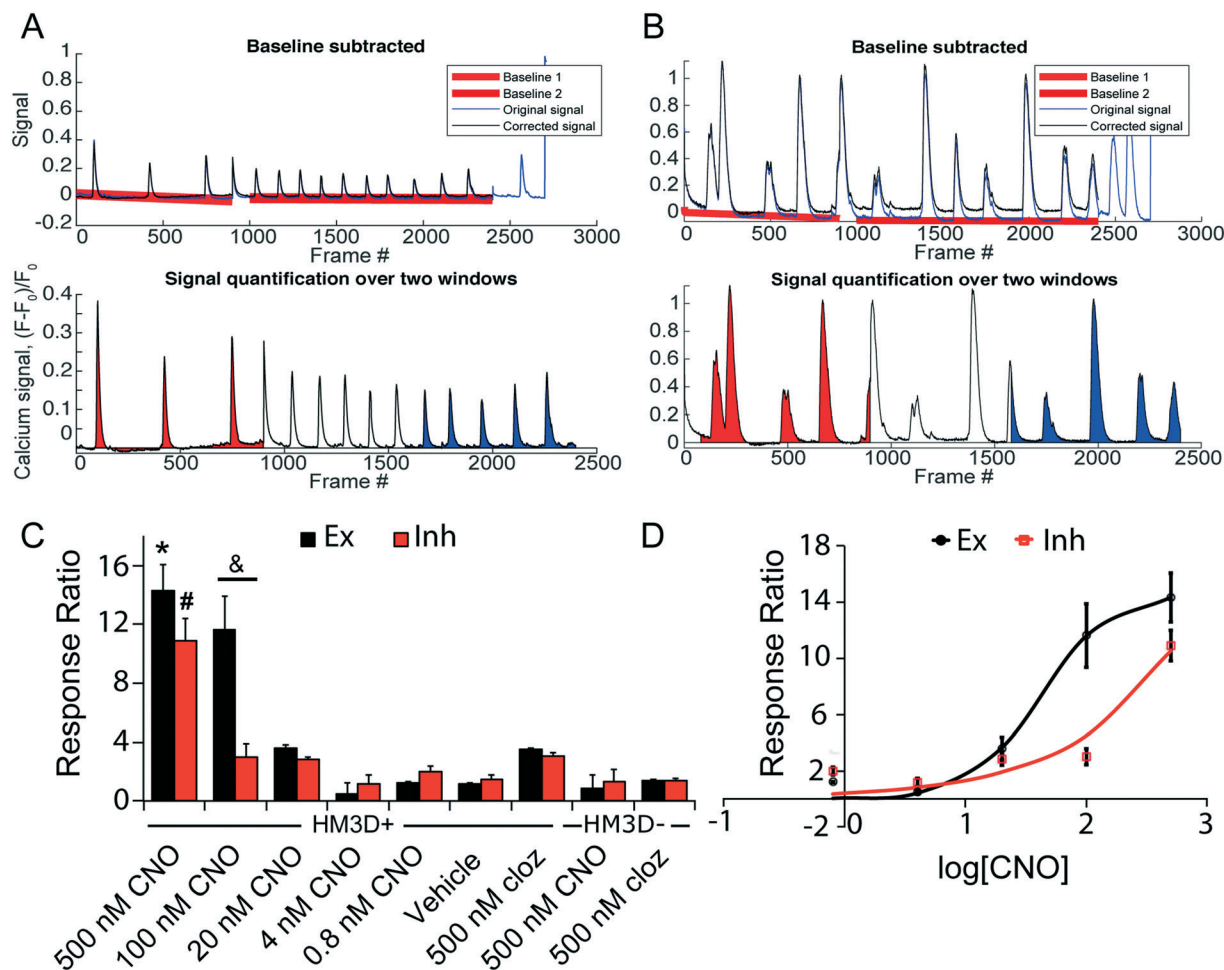 A
Baseline subtracted
Signal
1
0.8
0.6
0.4
0.2
0
-0.2
Baseline 1
Baseline 2
Original signal
Corrected signal
0 500 1000 1500 2000 2500 3000
Frame #
Signal quantification over two windows
Calcium signal, (F-F0)/F0
0.4
0.3
0.2
0.1
0
0 500 1000 1500 2000 2500
Frame #
B
Baseline subtracted
1
0.8
0.6
0.4
0.2
0
Baseline 1
Baseline 2
Original signal
Corrected signal
0 500 1000 1500 2000 2500 3000
Frame #
Signal quantification over two windows
1
0.8
0.6
0.4
0.2
0
0 500 1000 1500 2000 2500
Frame #
C
Ex Inh
Response Ratio
16
12
8
4
0
*
#
&
HM3D+ HM3D-
500 nM CNO
100 nM CNO
20 nM CNO
4 nM CNO
0.8 nM CNO
Vehicle
500 nM cloz
500 nM CNO
500 nM cloz
D
Ex Inh
Response Ratio
18
14
10
6
2
-2
-1 0 1 2 3
log[CNO]